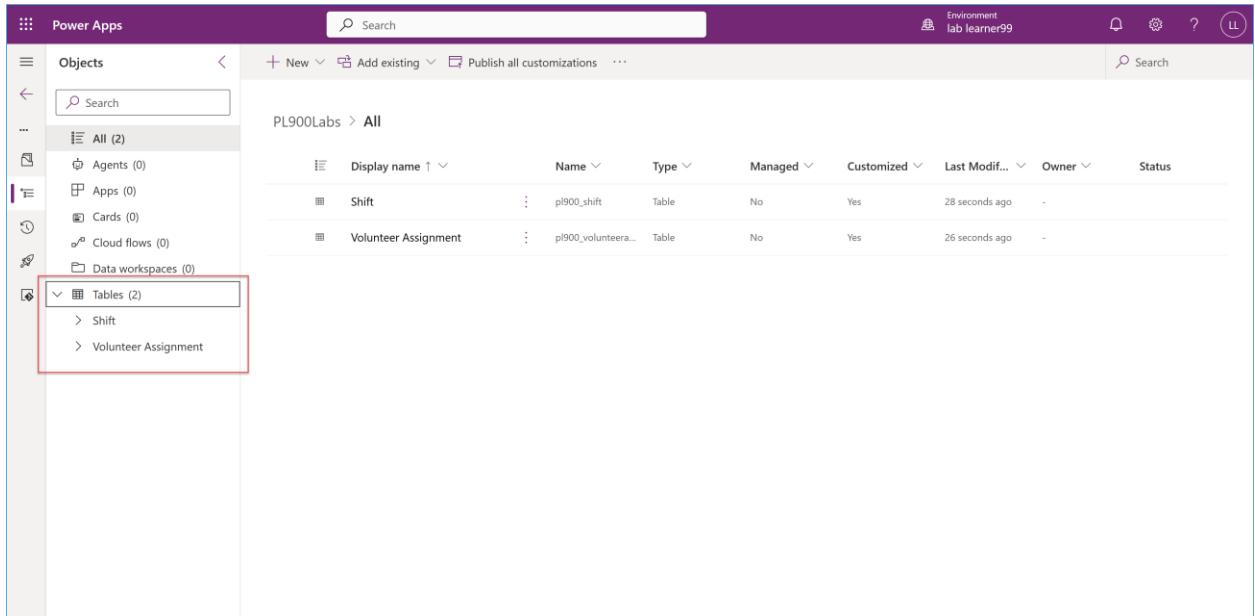 Power Apps
Search
Environment
lab learner99
?
LL
Objects
New
Add existing
Publish all customizations
...
Search
Search
All (2)
Agents (0)
Apps (0)
Cards (0)
Cloud flows (0)
Data workspaces (0)
Tables (2)
Shift
Volunteer Assignment
PL900Labs > All
Display name ↑ Name Type Managed Customized Last Modif... Owner Status
Shift pl900_shift Table No Yes 28 seconds ago -
Volunteer Assignment pl900_volunteera... Table No Yes 26 seconds ago -